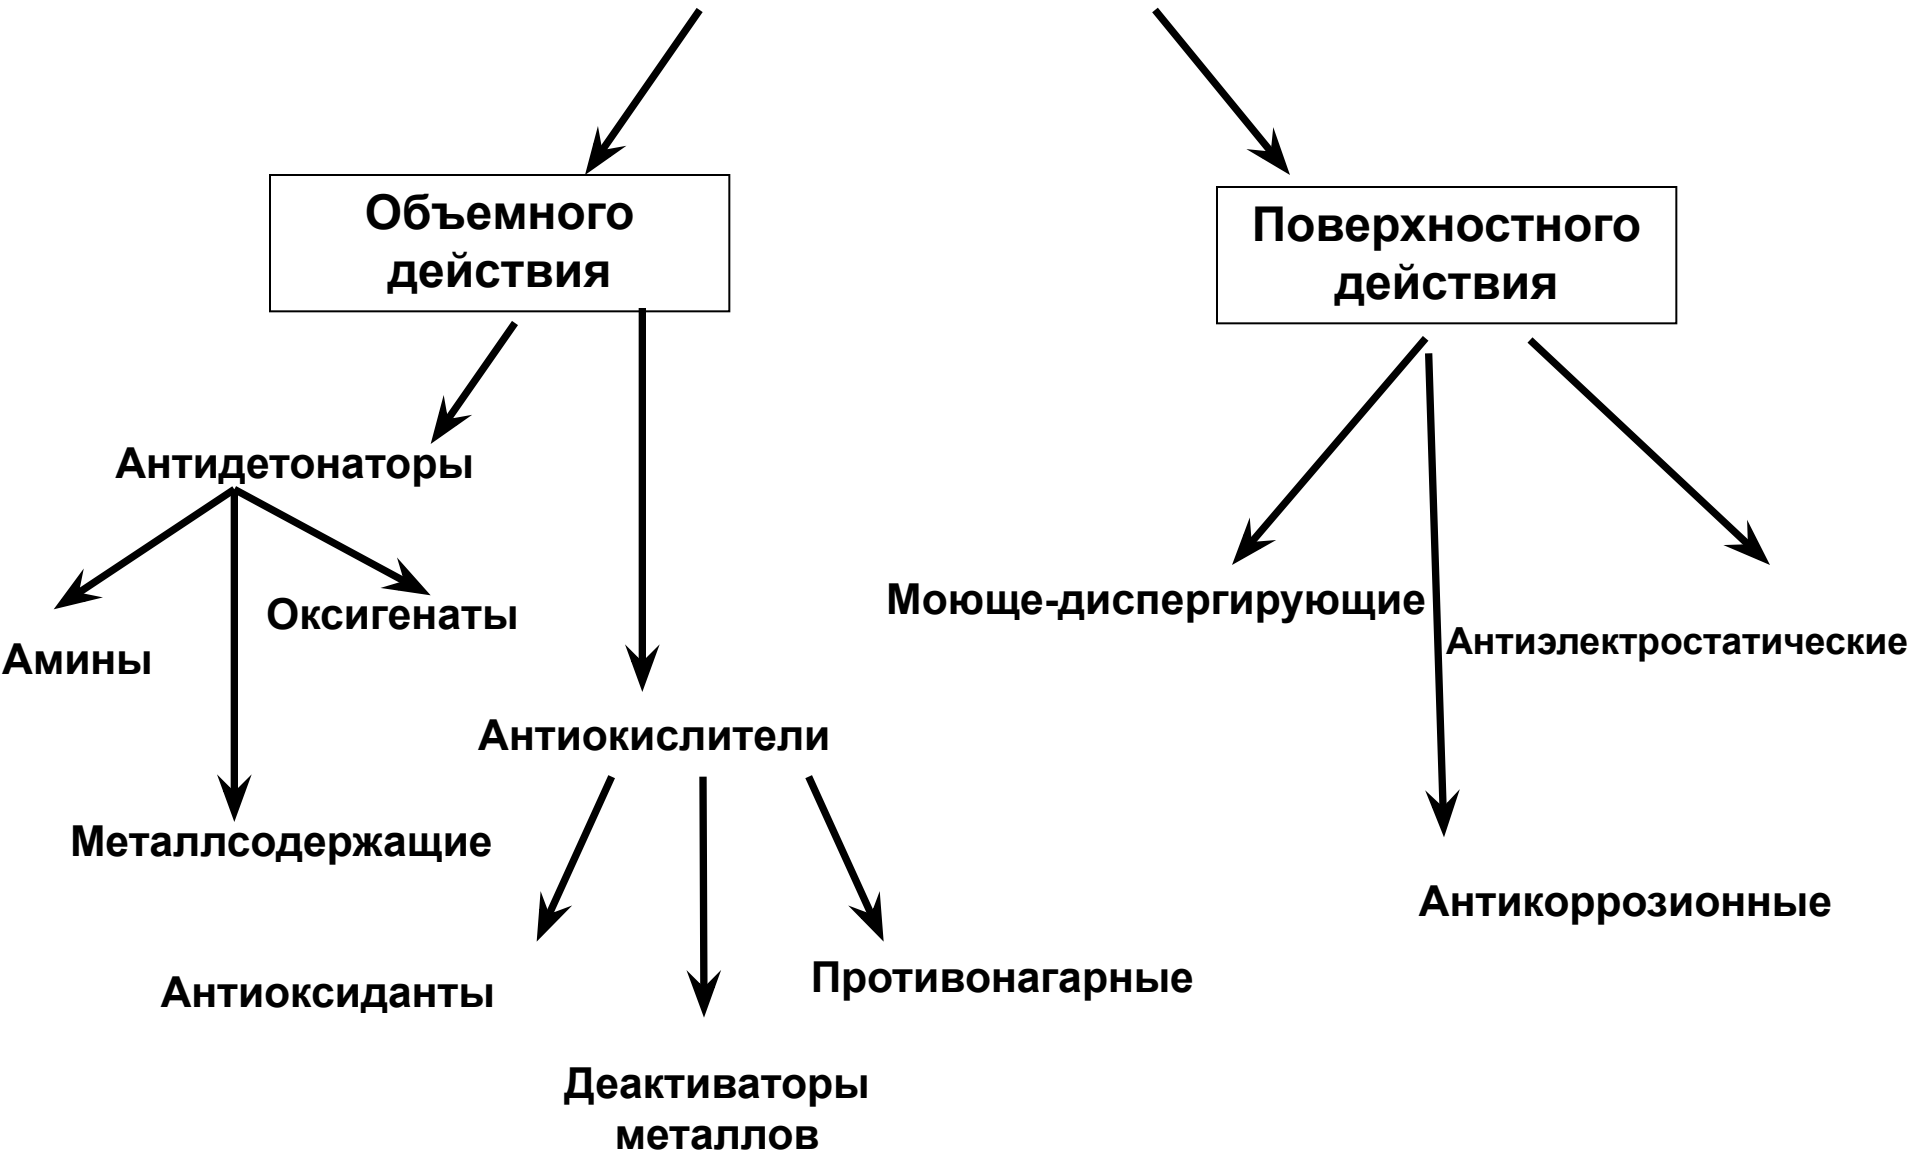 Объемного
действия
Поверхностного
действия
Антидетонаторы
Амины
Оксигенаты
Моюще-диспергирующие
Антиэлектростатические
Антиокислители
Металлсодержащие
Антикоррозионные
Антиоксиданты
Противонагарные
Деактиваторы
металлов